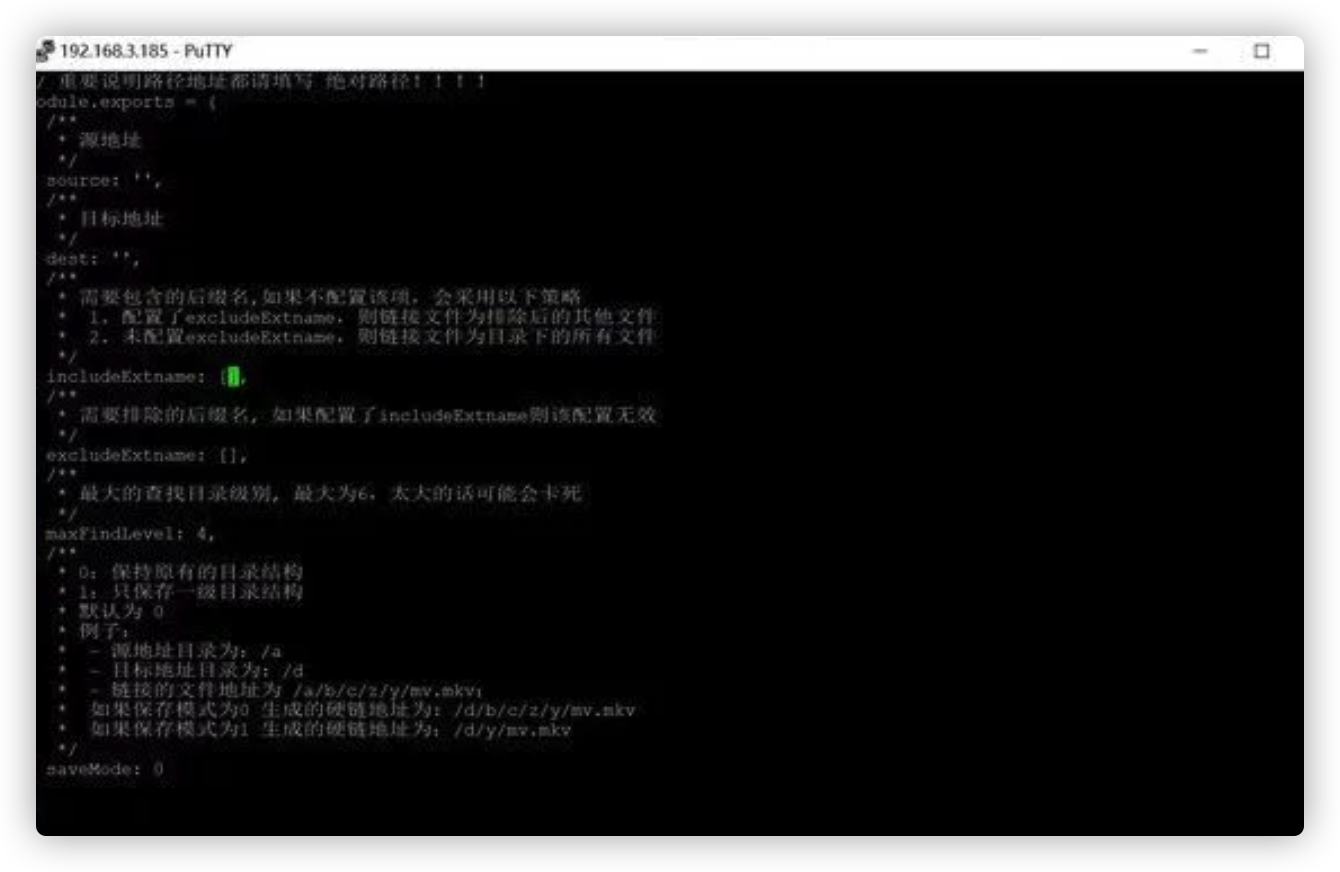 192.168.3.185 - PuTTY
/ 重要说明路径地址都请填写 绝对路径！！！！
odule.exports = {
/**
* 源地址
*/
source: '',
/**
* 目标地址
*/
dest: '',
/**
* 需要包含的后缀名,如果不配置该项，会采用以下策略
* 1. 配置了excludeExtname，则链接文件为排除后的其他文件
* 2. 未配置excludeExtname，则链接文件为目录下的所有文件
*/
includeExtname: [],
/**
* 需要排除的后缀名, 如果配置了includeExtname则该配置无效
*/
excludeExtname: [],
/**
* 最大的查找目录级别, 最大为6，太大的话可能会卡死
*/
maxFindLevel: 4,
/**
* 0: 保持原有的目录结构
* 1: 只保存一级目录结构
* 默认为 0
* 例子:
* - 源地址目录为: /a
* - 目标地址目录为: /d
* - 链接的文件地址为 /a/b/c/z/y/mv.mkv;
* 如果保存模式为0 生成的硬链地址为: /d/b/c/z/y/mv.mkv
* 如果保存模式为1 生成的硬链地址为: /d/y/mv.mkv
*/
saveMode: 0